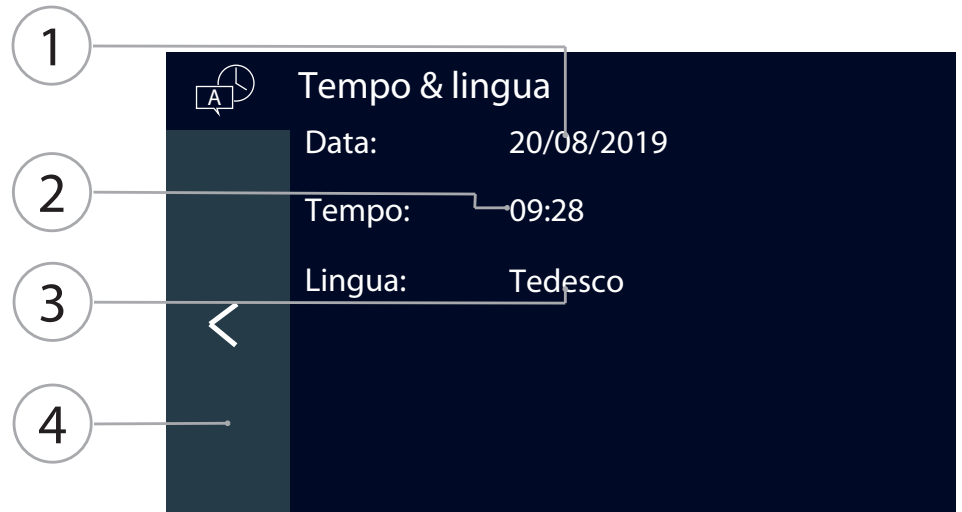 1
A Tempo & lingua
Data: 20/08/2019
2
Tempo: 09:28
3
Lingua: Tedesco
<
4